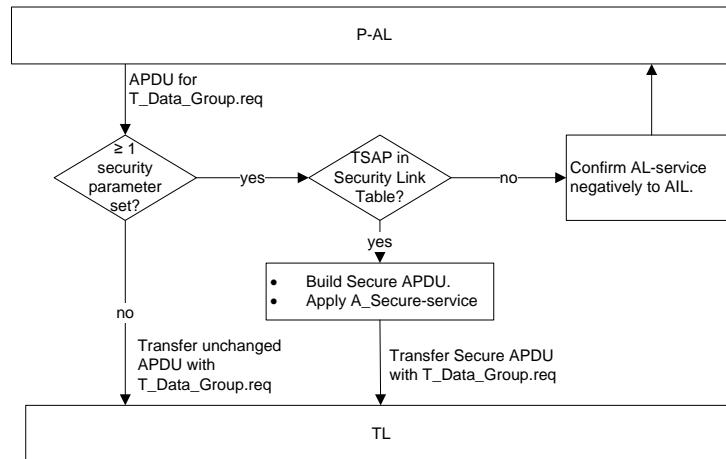 P-AL
APDU for
T_Data_Group.req
≥ 1
security
parameter
set?
yes
TSAP in
Security Link
Table?
no
Confirm AL-service
negatively to AIL.
yes
• Build Secure APDU.
• Apply A_Secure-service
no
Transfer unchanged
APDU with
T_Data_Group.req
Transfer Secure APDU
with T_Data_Group.req
TL